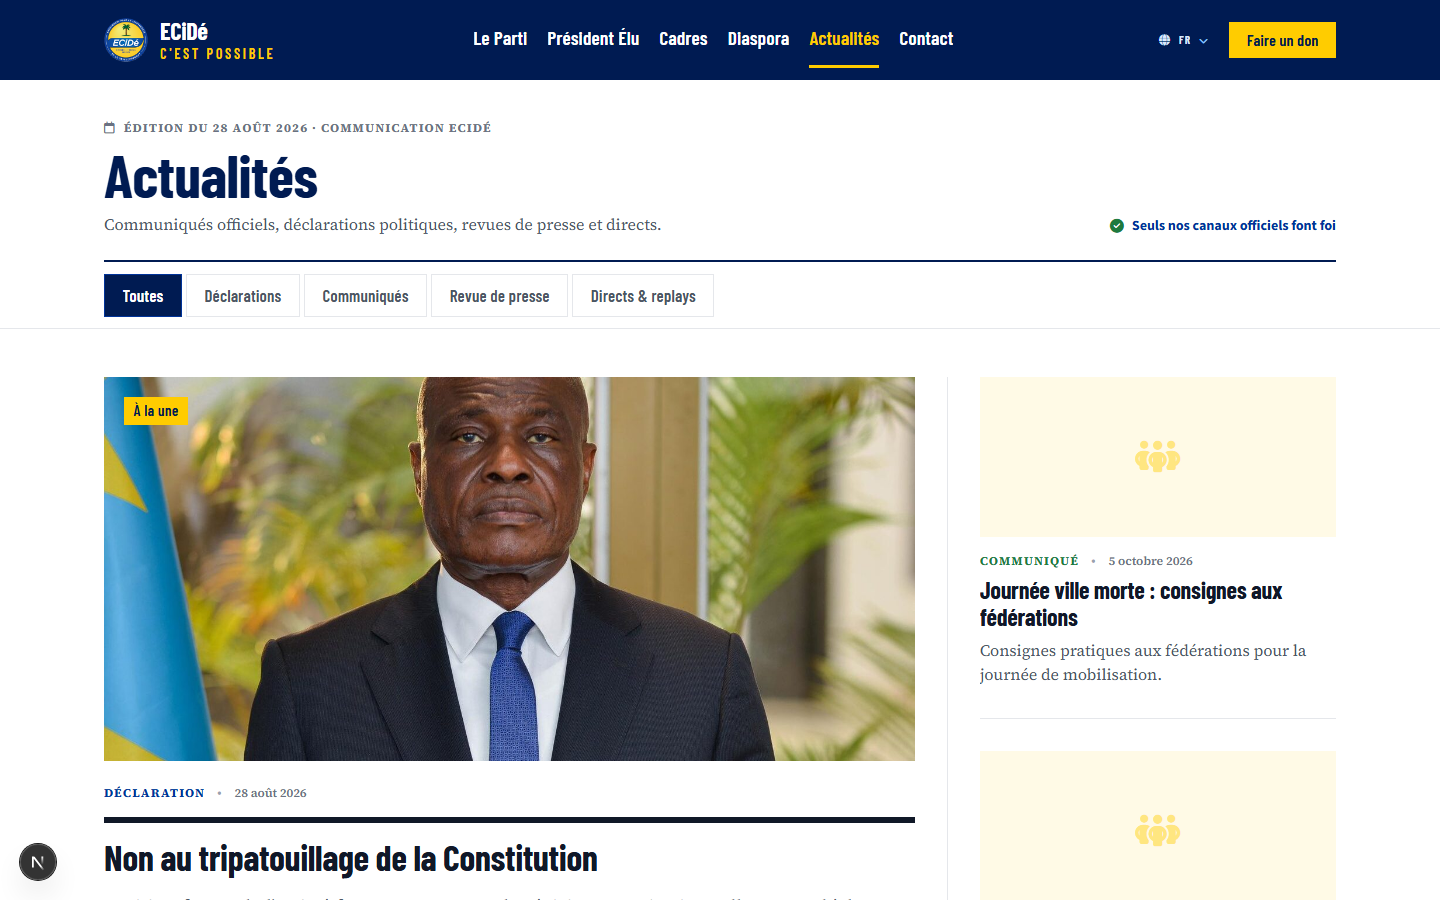 ECiDé
C'EST POSSIBLE
Le Parti
Président Élu
Cadres
Diaspora
Actualités
Contact
FR
Faire un don
ÉDITION DU 28 AOÛT 2026 · COMMUNICATION ECIDÉ
Actualités
Communiqués officiels, déclarations politiques, revues de presse et directs.
Seuls nos canaux officiels font foi
Toutes
Déclarations
Communiqués
Revue de presse
Directs & replays
À la une
DÉCLARATION • 28 août 2026
Non au tripatouillage de la Constitution
COMMUNIQUÉ • 5 octobre 2026
Journée ville morte : consignes aux
fédérations
Consignes pratiques aux fédérations pour la
journée de mobilisation.
N